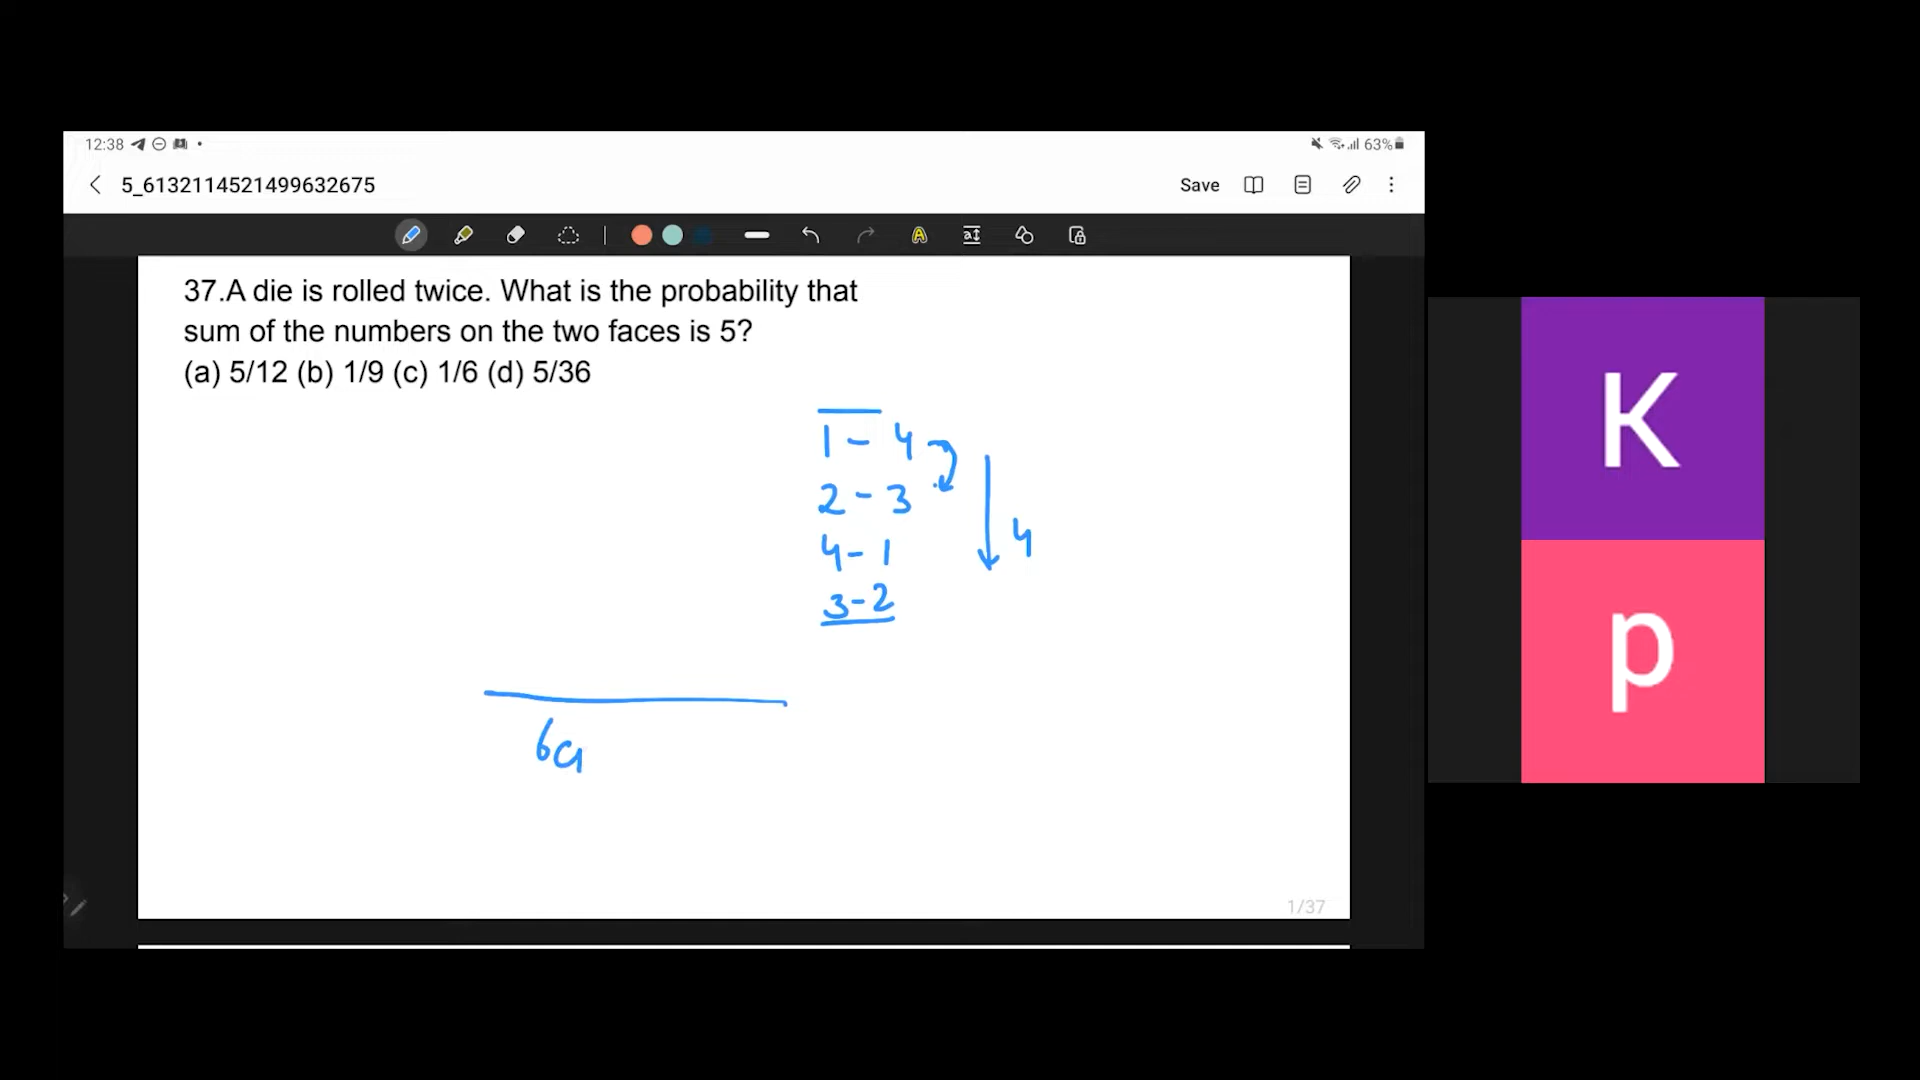 12:38
63%
5_6132114521499632675
Save
37.A die is rolled twice. What is the probability that
sum of the numbers on the two faces is 5?
(a) 5/12 (b) 1/9 (c) 1/6 (d) 5/36
1 - 4
2 - 3
4 - 1
3 - 2
4
6C1
1/37
K
p